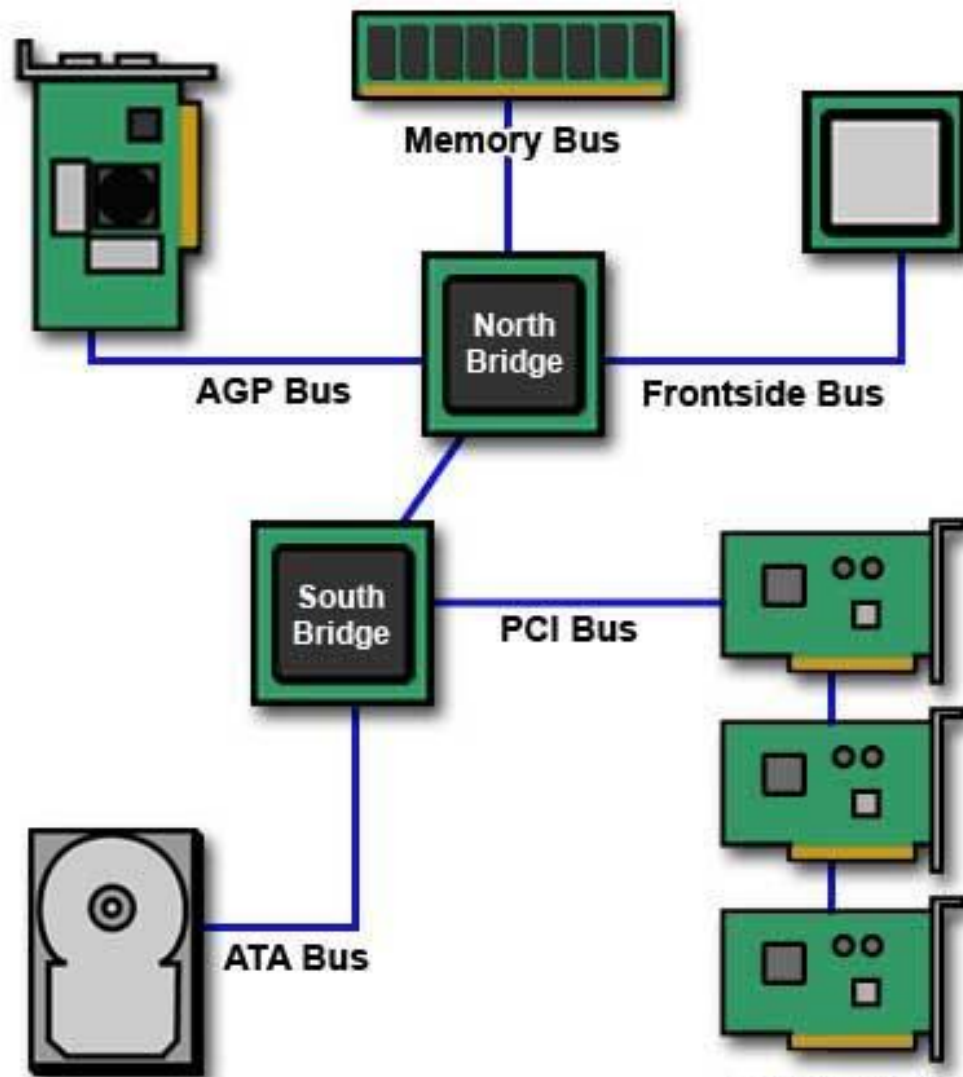 Memory Bus
North
Bridge
AGP Bus
Frontside Bus
South
Bridge
PCI Bus
ATA Bus